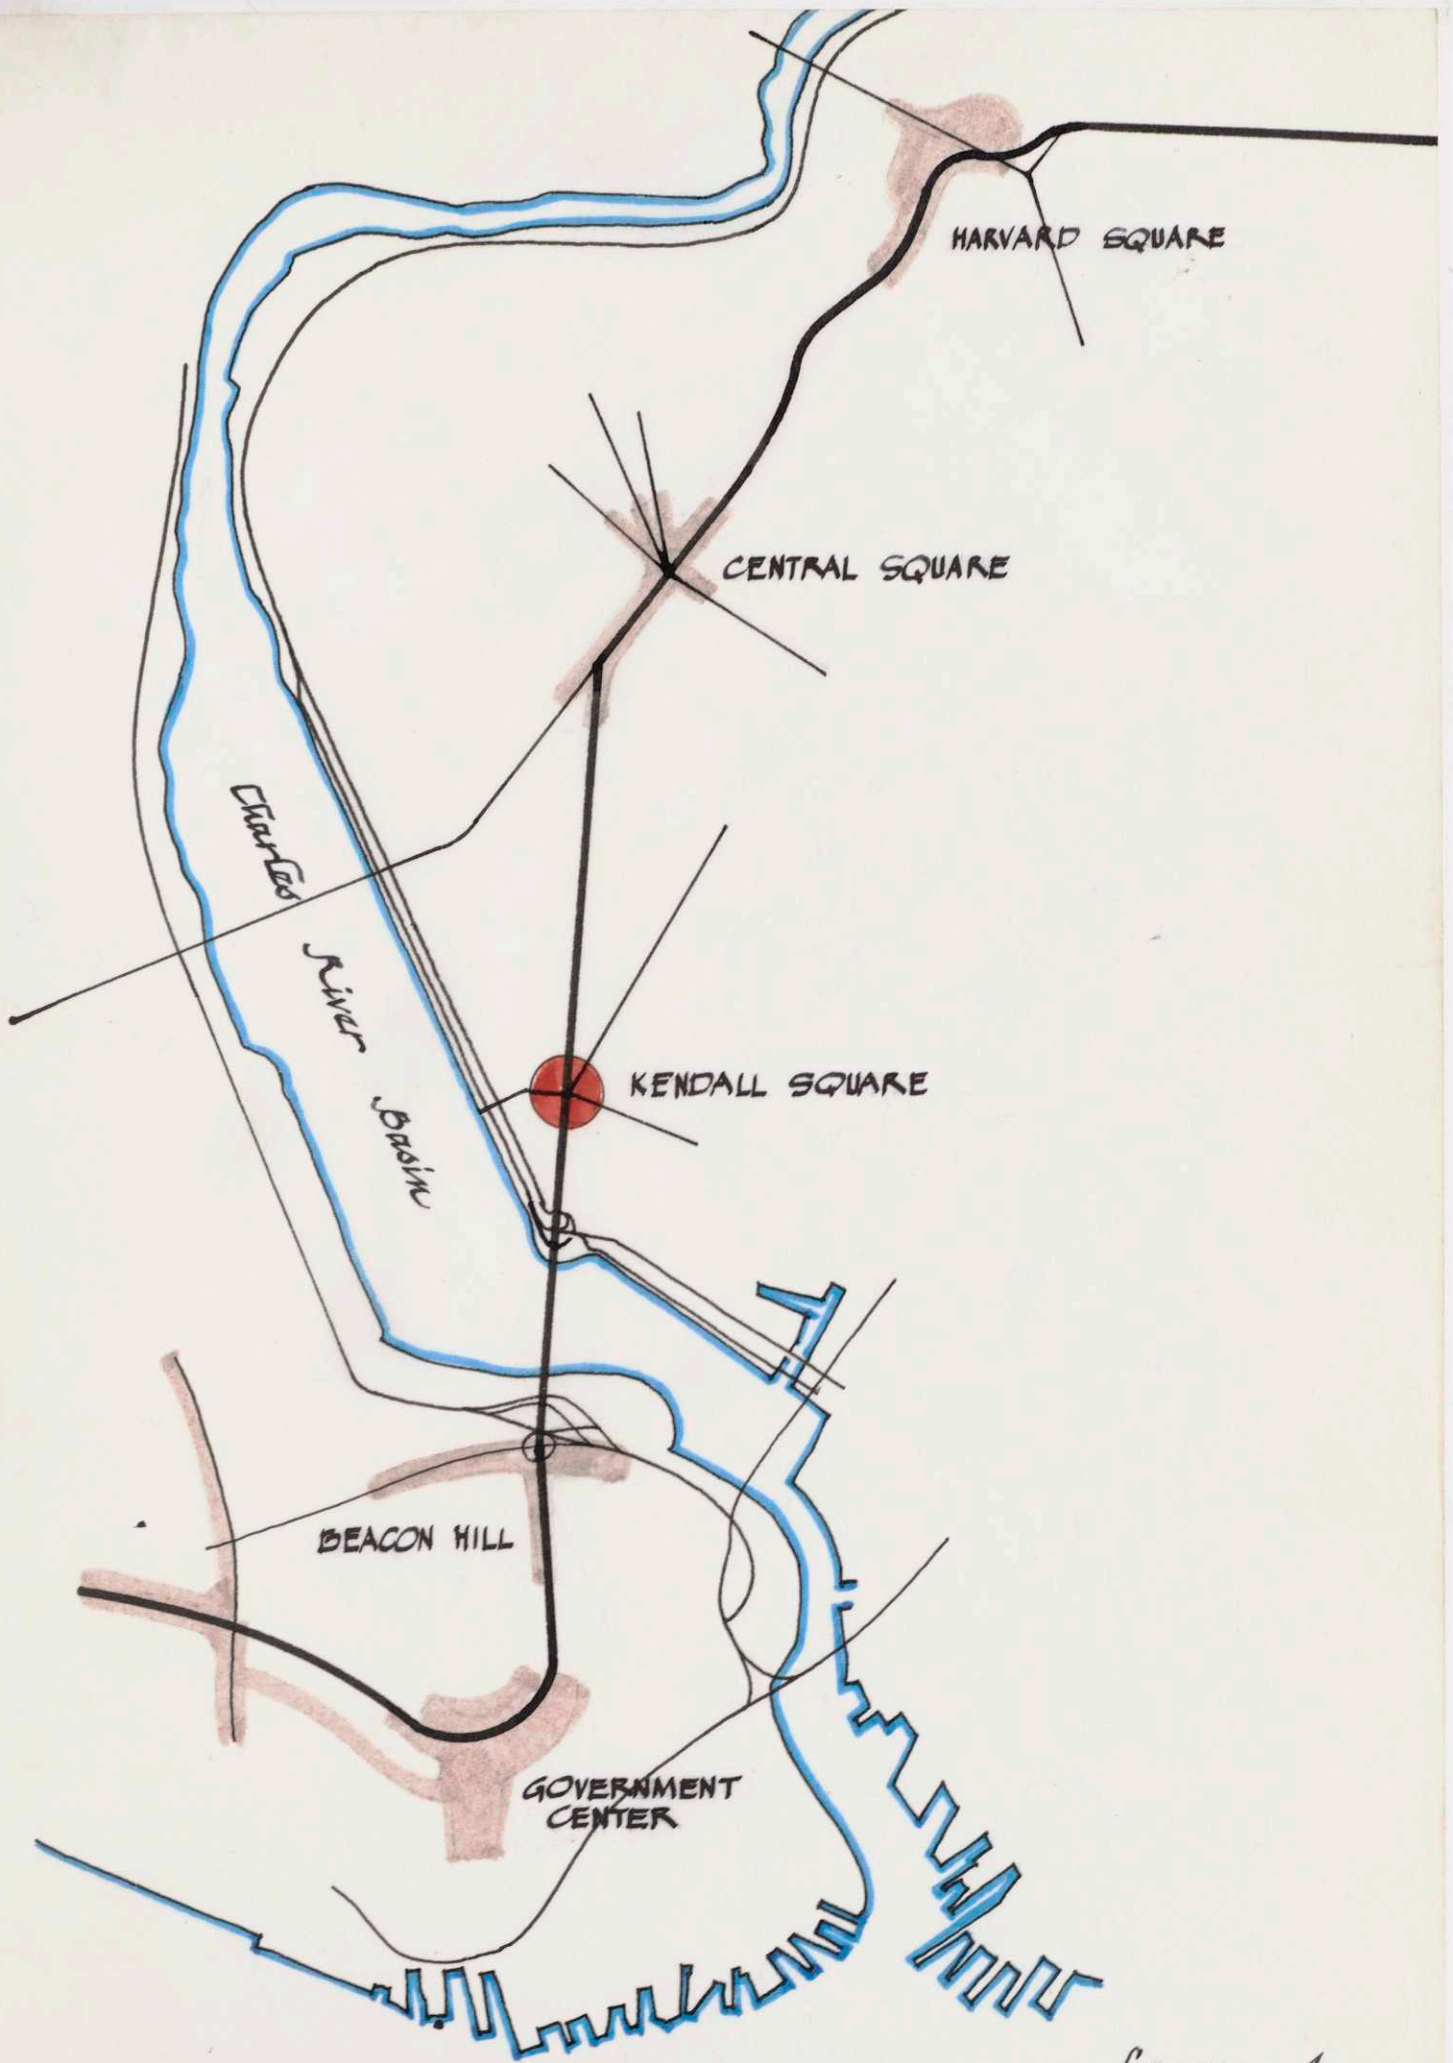 HARVARD SQUARE
CENTRAL SQUARE
Charles
River
Basin
KENDALL SQUARE
BEACON HILL
GOVERNMENT
CENTER